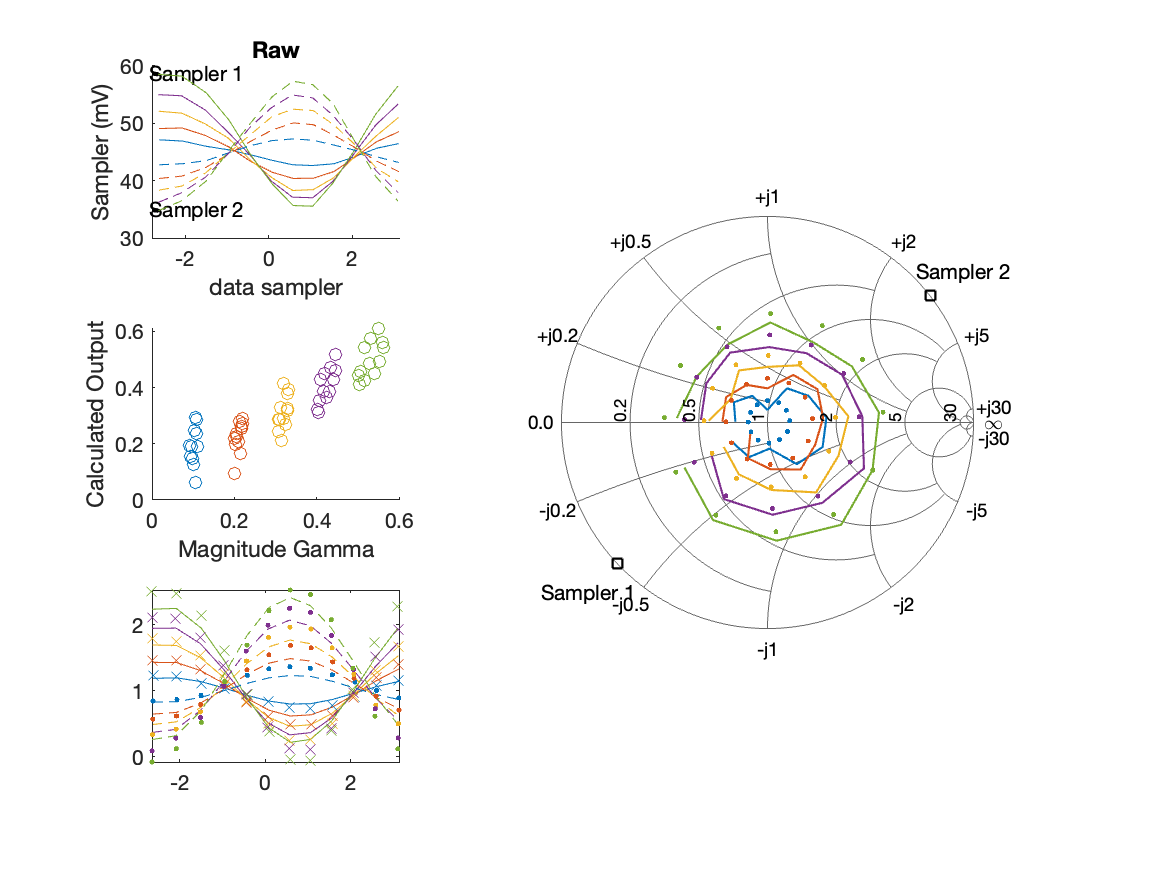 Raw
60
Sampler 1
50
40
Sampler 2
30
Sampler (mV)
-2
0
2
data sampler
0.6
0.4
0.2
0
Calculated Output
0
0.2
0.4
0.6
Magnitude Gamma
2
1
0
-2
0
2
+j1
+j0.5
+j2
Sampler 2
+j0.2
+j5
0.0
0.2
0.5
1
2
5
30
+j30
∞
-j30
-j0.2
-j5
Sampler 1
-j0.5
-j2
-j1